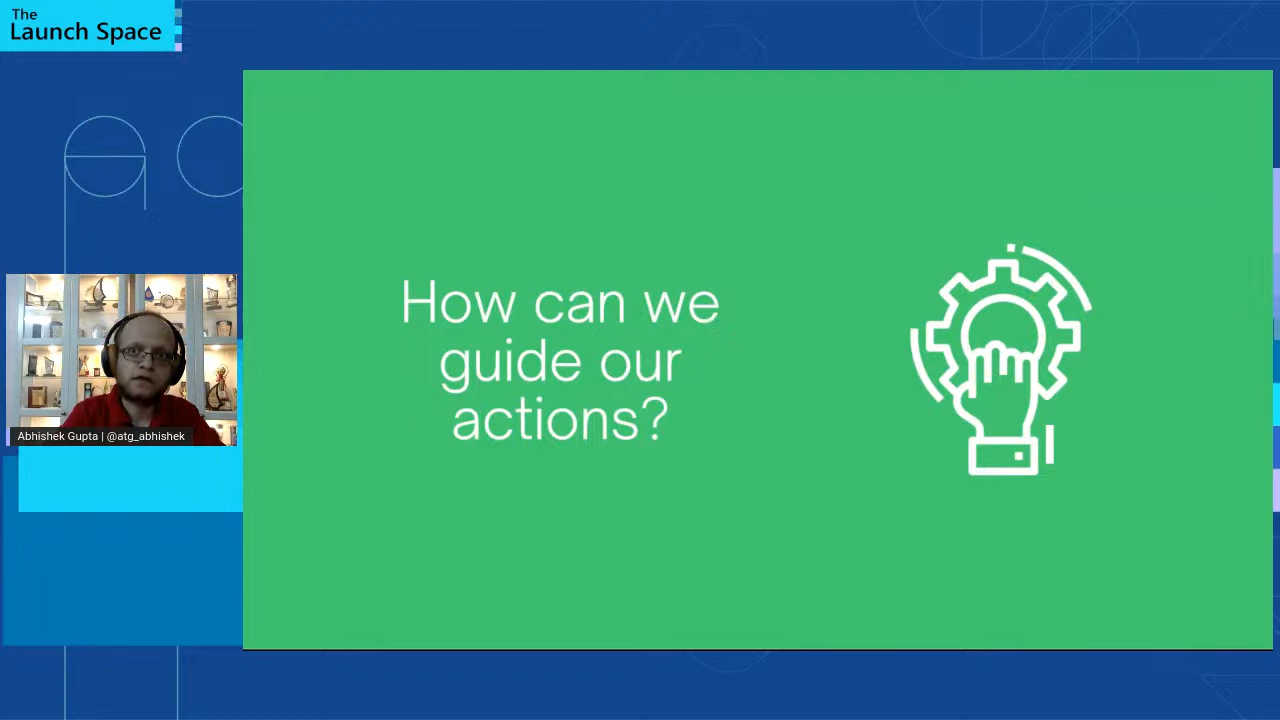 The
Launch Space
How can we
guide our
actions?
Abhishek Gupta | @atg_abhishek